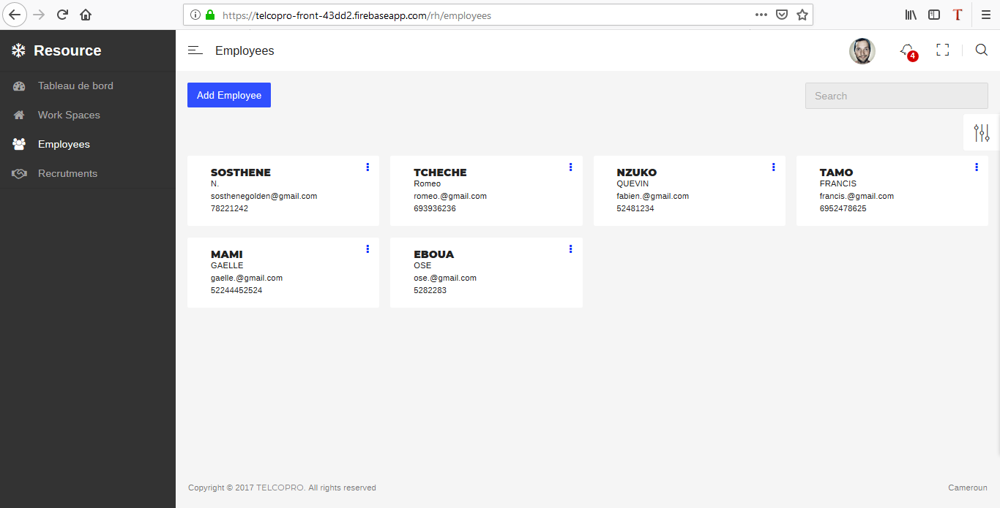 https://telcopro-front-43dd2.firebaseapp.com/rh/employees
Resource
Employees
4
Tableau de bord
Work Spaces
Employees
Recrutments
Add Employee
Search
SOSTHENE
N.
sosthenegolden@gmail.com
78221242
TCHECHE
Romeo
romeo.@gmail.com
693936236
NZUKO
QUEVIN
fabien.@gmail.com
52481234
TAMO
FRANCIS
francis.@gmail.com
6952478625
MAMI
GAELLE
gaelle.@gmail.com
52244452524
EBOUA
OSE
ose.@gmail.com
5282283
Copyright © 2017 TELCOPRO. All rights reserved
Cameroun